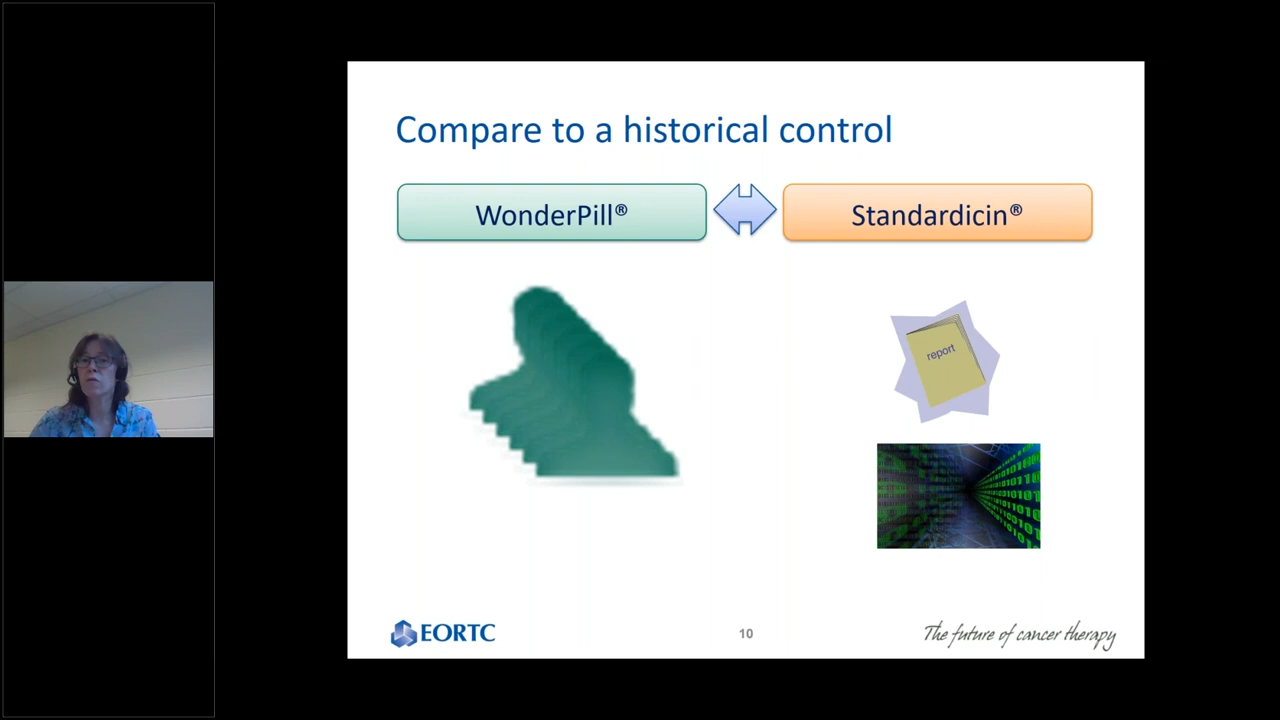 Compare to a historical control
WonderPill®
Standardicin®
report
EORTC
10
The future of cancer therapy